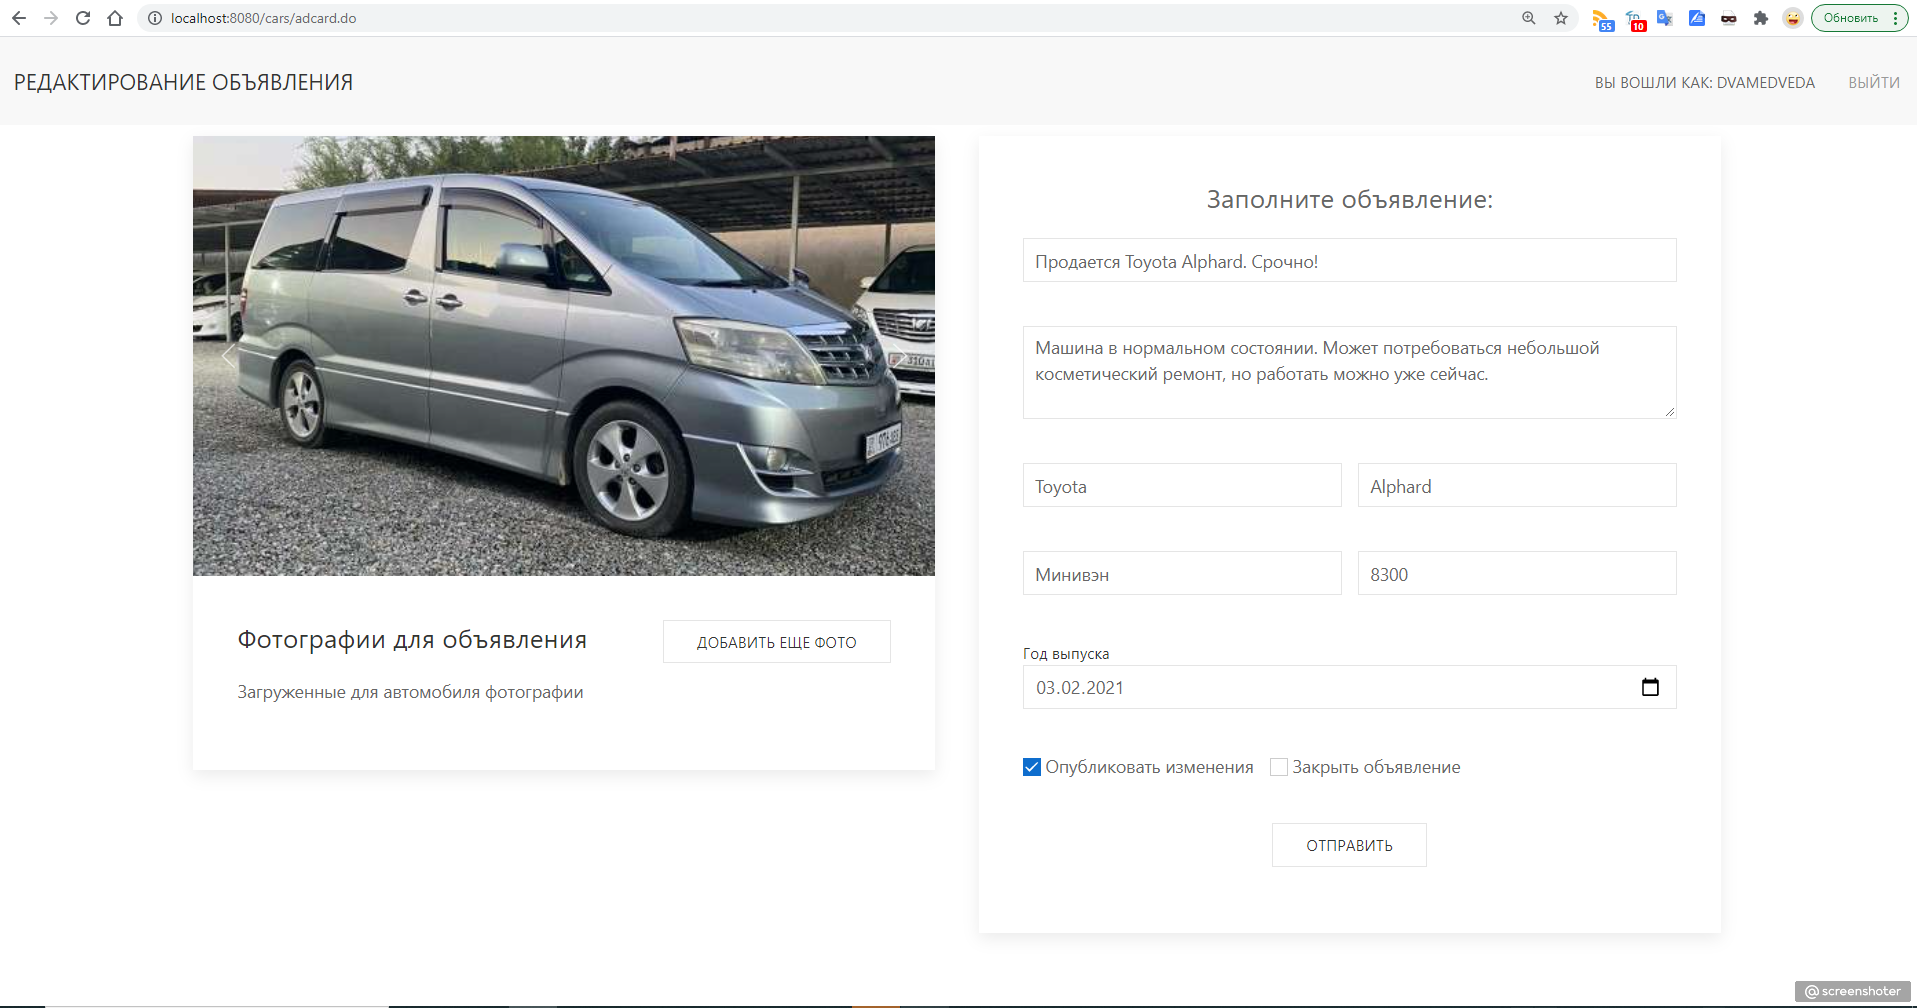 localhost:8080/cars/adcard.do
55
10
Обновить
РЕДАКТИРОВАНИЕ ОБЪЯВЛЕНИЯ
ВЫ ВОШЛИ КАК: DVAMEDVEDA
ВЫЙТИ
Фотографии для объявления
ДОБАВИТЬ ЕЩЕ ФОТО
Загруженные для автомобиля фотографии
Заполните объявление:
Продается Toyota Alphard. Срочно!
Машина в нормальном состоянии. Может потребоваться небольшой
косметический ремонт, но работать можно уже сейчас.
Toyota
Alphard
Минивэн
8300
Год выпуска
03.02.2021
Опубликовать изменения
Закрыть объявление
ОТПРАВИТЬ
@screenshoter